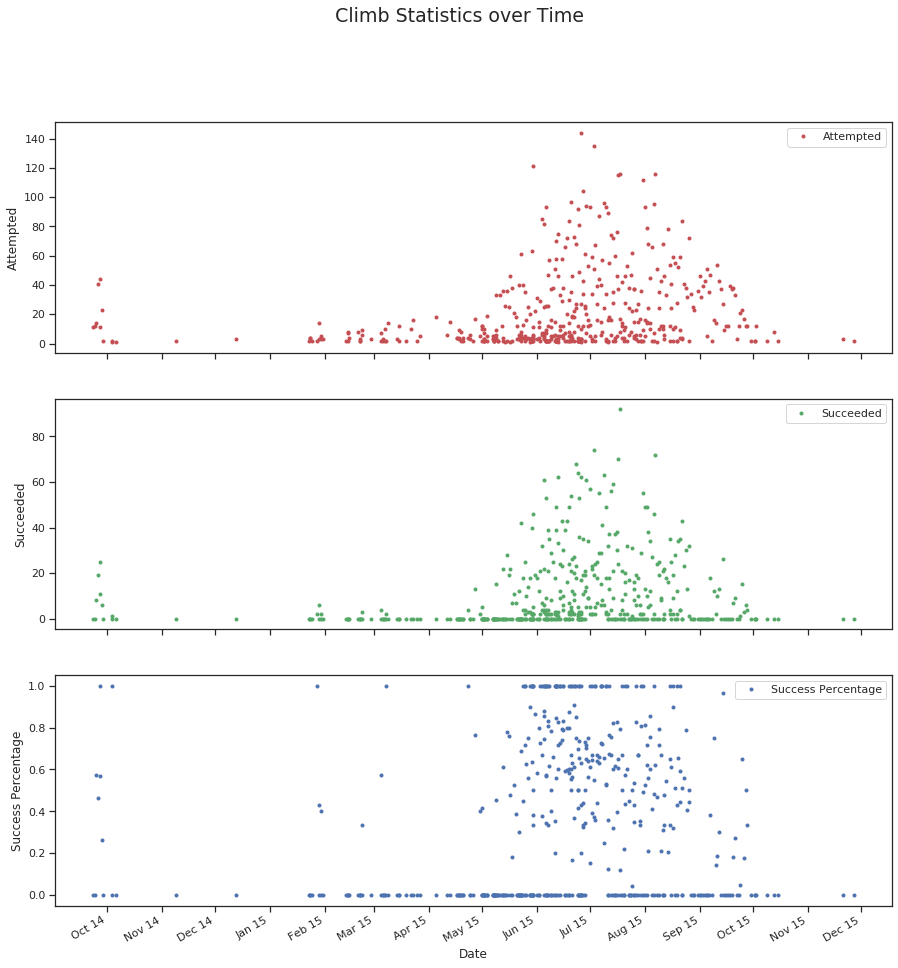 Climb Statistics over Time
Attempted
140
120
100
80
60
40
20
0
Attempted
Succeeded
80
60
40
20
0
Succeeded
Success Percentage
1.0
0.8
0.6
0.4
0.2
0.0
Success Percentage
Oct 14
Nov 14
Dec 14
Jan 15
Feb 15
Mar 15
Apr 15
May 15
Jun 15
Jul 15
Aug 15
Sep 15
Oct 15
Nov 15
Dec 15
Date